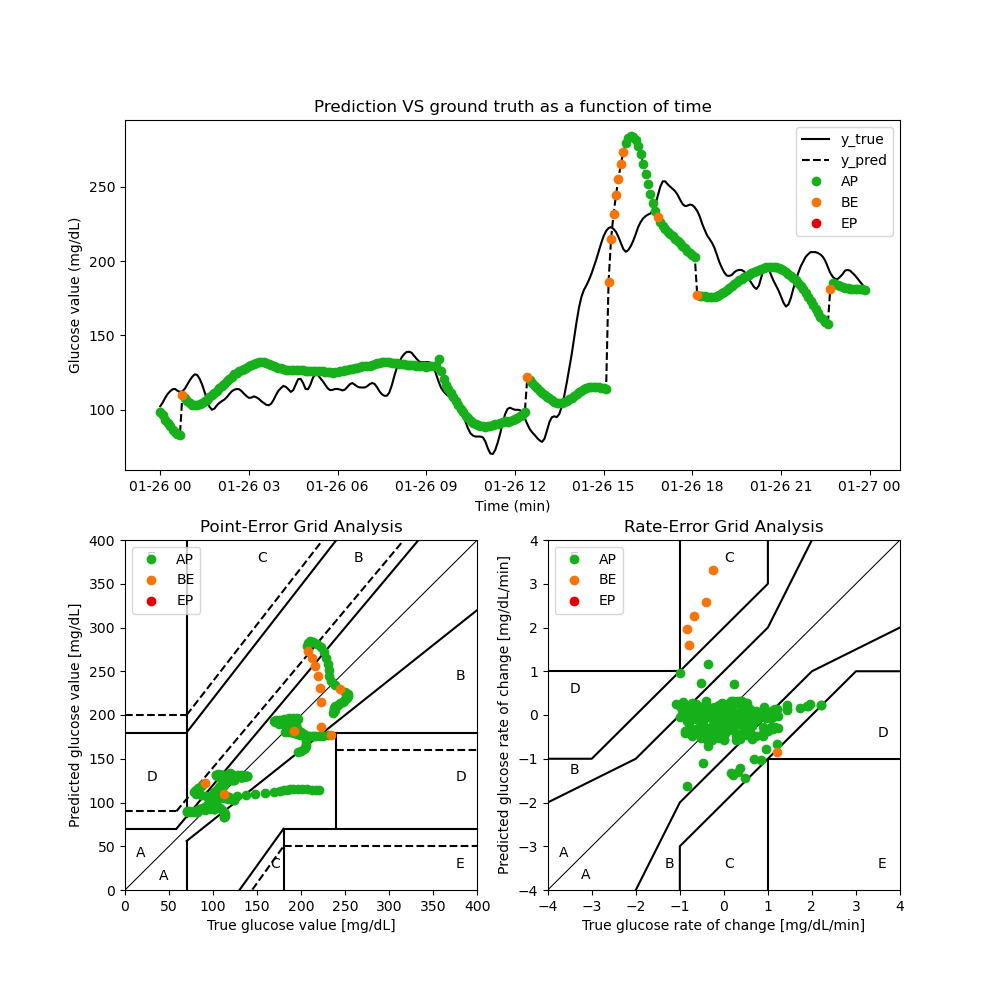 Prediction VS ground truth as a function of time
Glucose value (mg/dL)
250
200
150
100
y_true
y_pred
AP
BE
EP
01-26 00 01-26 03 01-26 06 01-26 09 01-26 12 01-26 15 01-26 18 01-26 21 01-27 00
Time (min)
Point-Error Grid Analysis
Predicted glucose value [mg/dL]
400
350
300
250
200
150
100
50
0
AP
BE
EP
C
B
B
D
D
A
A
C
E
0 50 100 150 200 250 300 350 400
True glucose value [mg/dL]
Rate-Error Grid Analysis
Predicted glucose rate of change [mg/dL/min]
4
3
2
1
0
−1
−2
−3
−4
AP
BE
EP
C
D
D
B
A
A
B
C
E
−4 −3 −2 −1 0 1 2 3 4
True glucose rate of change [mg/dL/min]